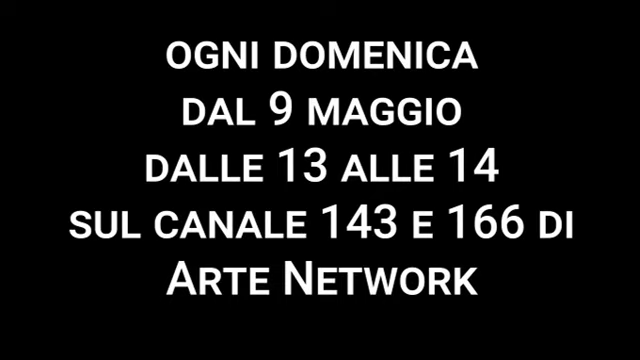 OGNI DOMENICA
DAL 9 MAGGIO
DALLE 13 ALLE 14
SUL CANALE 143 E 166 DI
ARTE NETWORK